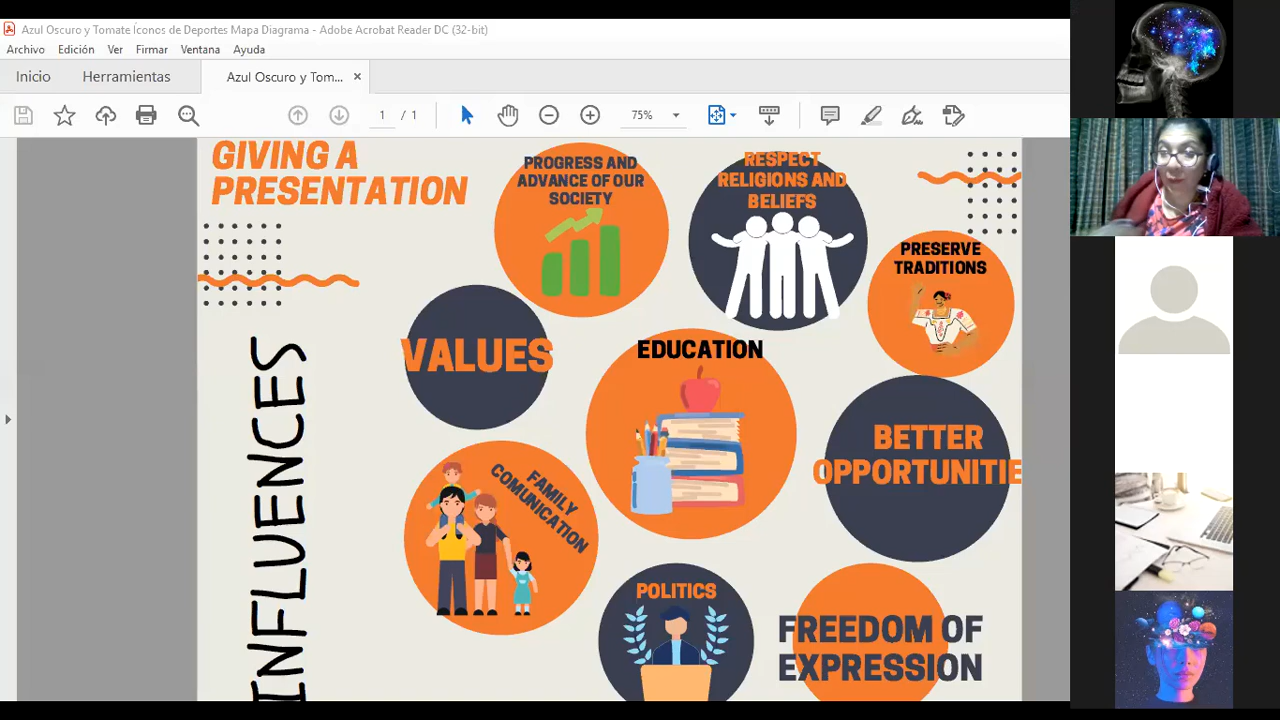 Azul Oscuro y Tomate Íconos de Deportes Mapa Diagrama - Adobe Acrobat Reader DC (32-bit)
Archivo Edición Ver Firmar Ventana Ayuda
Inicio Herramientas Azul Oscuro y Tom... ×
1 / 1 75%
GIVING A
PRESENTATION
PROGRESS AND
ADVANCE OF OUR
SOCIETY
RESPECT
RELIGIONS AND
BELIEFS
PRESERVE
TRADITIONS
VALUES
EDUCATION
BETTER
OPPORTUNITIE
FAMILY
COMUNICATION
POLITICS
FREEDOM OF
EXPRESSION
INFLUENCES